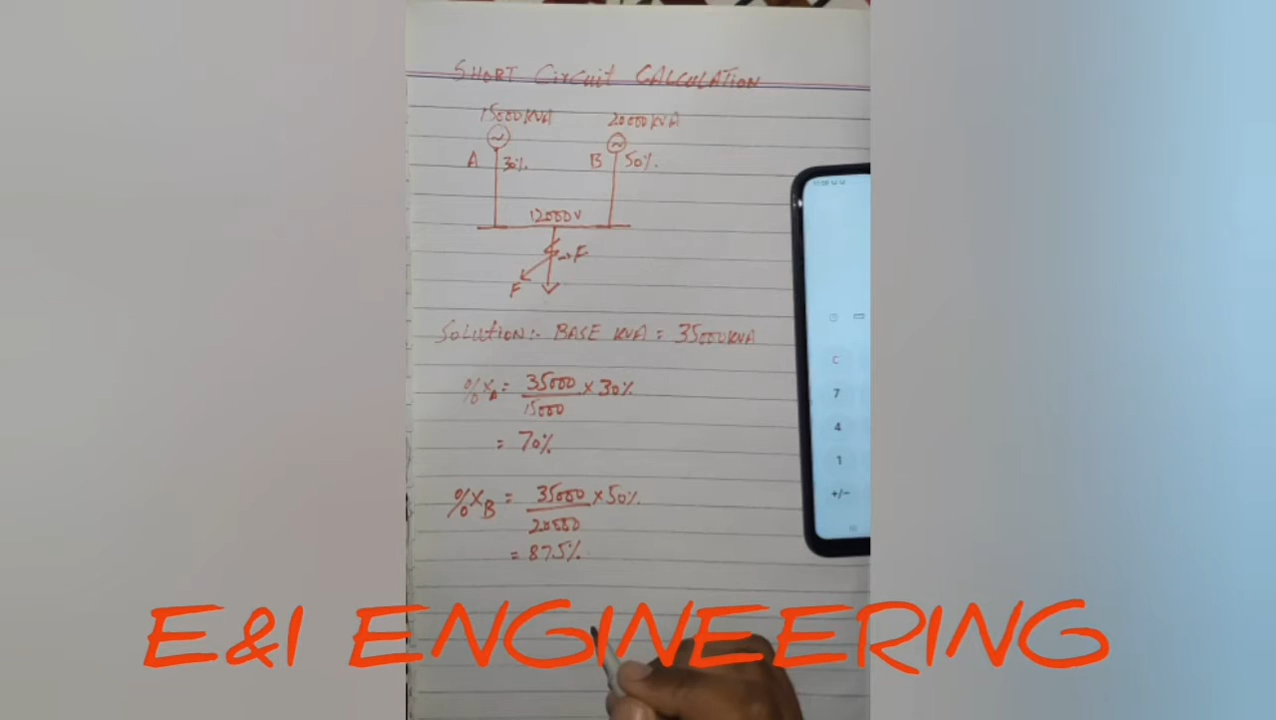 SHORT Circuit CALCULATION
15000KVA 20000KVA
A 30% B 50%
12000V
F
F
Solution:- BASE KVA = 35000KVA
%XA = 35000 × 30%
15000
= 70%
%XB = 35000 × 50%
20000
= 87.5%
C
7
4
1
+/-
E&I ENGINEERING